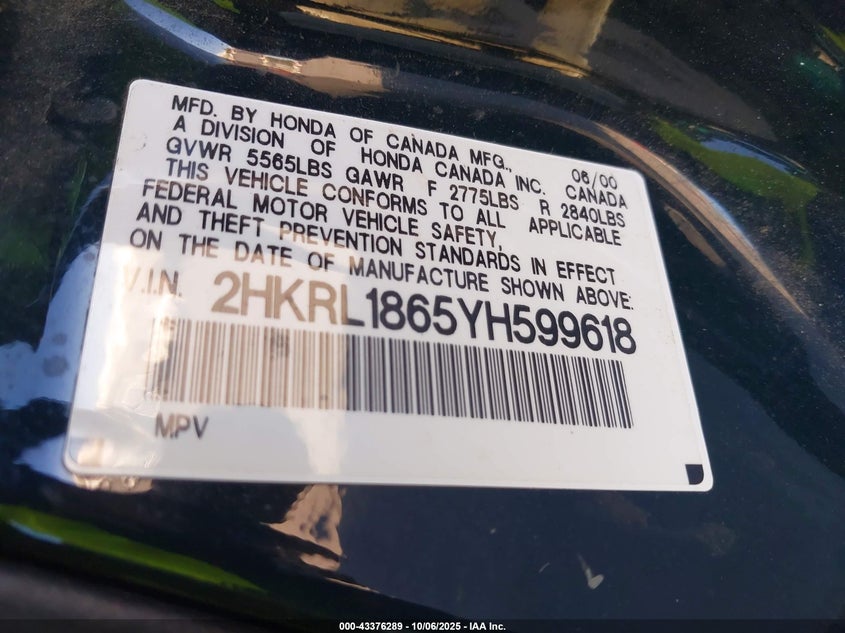 MFD. BY HONDA OF CANADA MFG., 06/00
A DIVISION OF HONDA CANADA INC. CANADA
GVWR 5565LBS GAWR F 2775LBS R 2840LBS
THIS VEHICLE CONFORMS TO ALL APPLICABLE
FEDERAL MOTOR VEHICLE SAFETY,
AND THEFT PREVENTION STANDARDS IN EFFECT
ON THE DATE OF MANUFACTURE SHOWN ABOVE.
V.I.N. 2HKRL1865YH599618
MPV
000-43376289 - 10/06/2025 - IAA Inc.